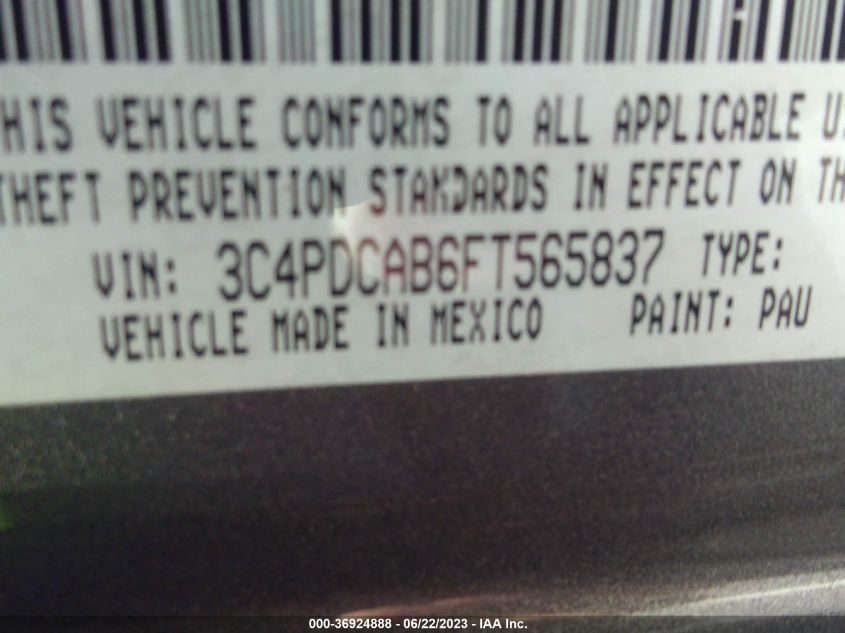 HIS VEHICLE CONFORMS TO ALL APPLICABLE U.
THEFT PREVENTION STANDARDS IN EFFECT ON TH
VIN: 3C4PDCAB6FT565837 TYPE:
VEHICLE MADE IN MEXICO PAINT: PAU
000-36924888 - 06/22/2023 - IAA Inc.